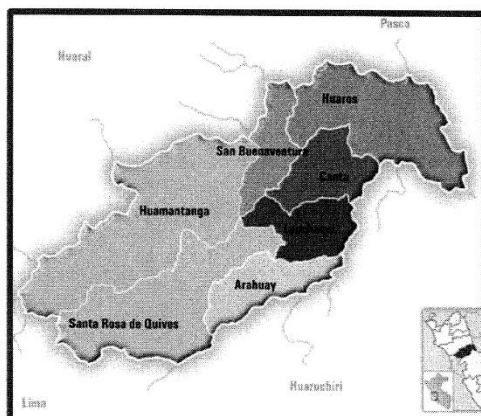 Pasco
Huaral
Huaros
San Buenaventura
Canta
Huamantanga
Arahuay
Santa Rosa de Quives
Huarochiri
Lima